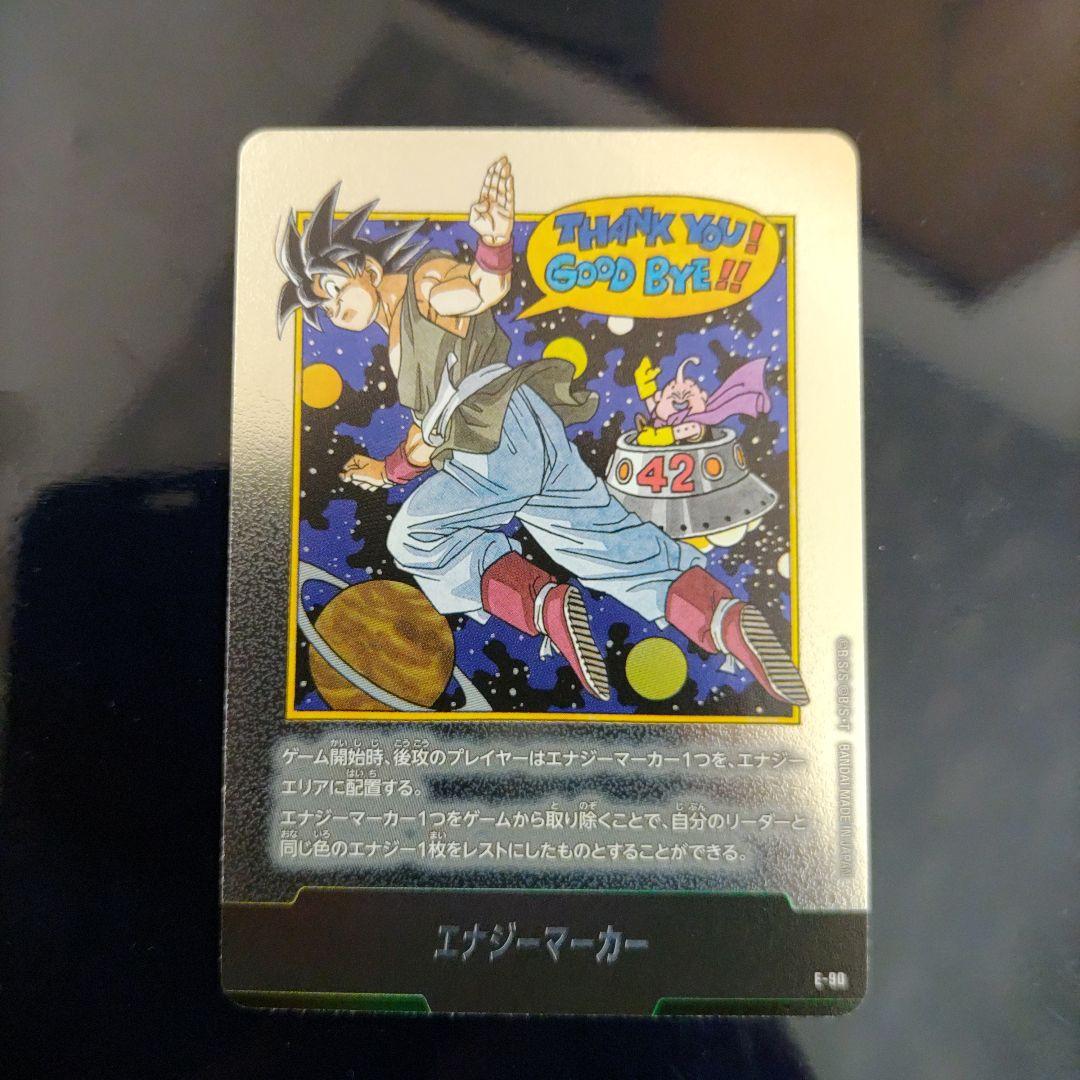 THANK YOU!
GOOD BYE!!
42
ゲーム開始時、後攻のプレイヤーはエナジーマーカー1つを、エナジー
エリアに配置する。
エナジーマーカー1つをゲームから取り除くことで、自分のリーダーと
同じ色のエナジー1枚をレストにしたものとすることができる。
©B・S/S ©B/S・T BANDAI MADE IN JAPAN
エナジーマーカー
E-90